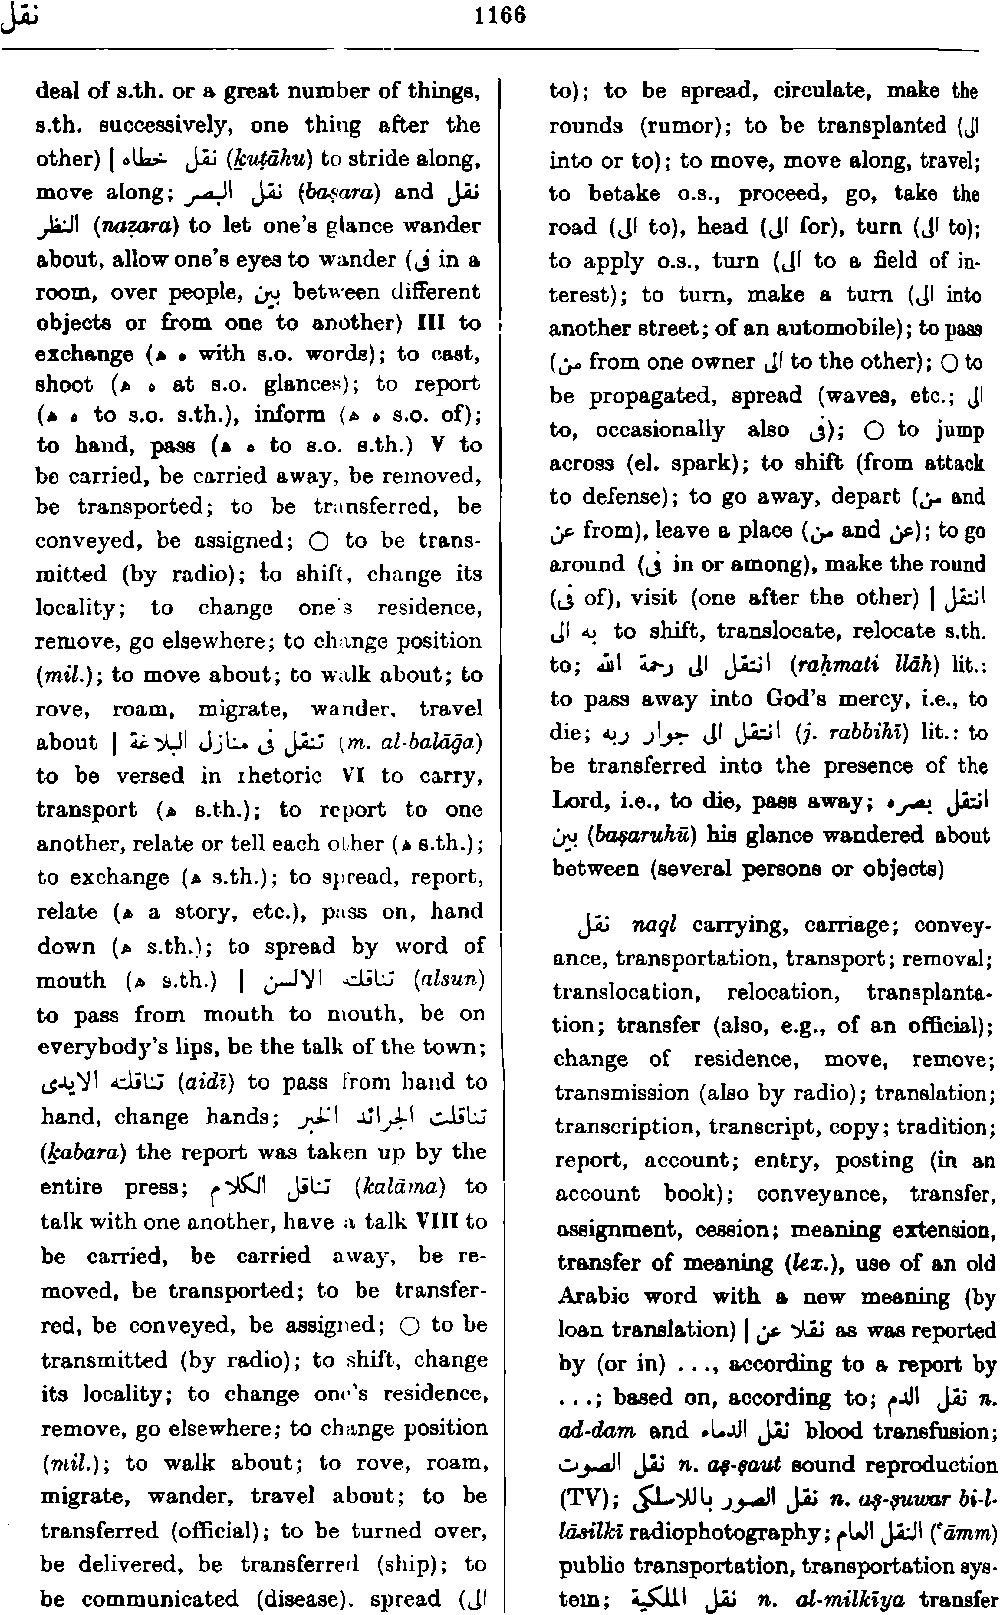 نقل
1166
deal of s.th. or a great number of things,
s.th. successively, one thing after the
other) | نقل خطاه (ḵuṭāhu) to stride along,
move along; نقل البصر (baṣara) and نقل
النظر (naẓara) to let one's glance wander
about, allow one's eyes to wander (فى in a
room, over people, بين between different
objects or from one to another) III to
exchange (ه ه with s.o. words); to cast,
shoot (ه ه at s.o. glances); to report
(ه ه to s.o. s.th.), inform (ه ه s.o. of);
to hand, pass (ه ه to s.o. s.th.) V to
be carried, be carried away, be removed,
be transported; to be transferred, be
conveyed, be assigned; ○ to be trans-
mitted (by radio); to shift, change its
locality; to change one's residence,
remove, go elsewhere; to change position
(mil.); to move about; to walk about; to
rove, roam, migrate, wander, travel
about | تنقل فى منازل البلاغة (m. al-balāḡa)
to be versed in rhetoric VI to carry,
transport (ه s.th.); to report to one
another, relate or tell each other (ه s.th.);
to exchange (ه s.th.); to spread, report,
relate (ه a story, etc.), pass on, hand
down (ه s.th.); to spread by word of
mouth (ه s.th.) | تناقلته الالسن (alsun)
to pass from mouth to mouth, be on
everybody's lips, be the talk of the town;
تناقلته الايدى (aidī) to pass from hand to
hand, change hands; تناقلت الجرائد الخبر
(ḵabara) the report was taken up by the
entire press; تناقل الكلام (kalāma) to
talk with one another, have a talk VIII to
be carried, be carried away, be re-
moved, be transported; to be transfer-
red, be conveyed, be assigned; ○ to be
transmitted (by radio); to shift, change
its locality; to change one's residence,
remove, go elsewhere; to change position
(mil.); to walk about; to rove, roam,
migrate, wander, travel about; to be
transferred (official); to be turned over,
be delivered, be transferred (ship); to
be communicated (disease), spread (الى
to); to be spread, circulate, make the
rounds (rumor); to be transplanted (الى
into or to); to move, move along, travel;
to betake o.s., proceed, go, take the
road (الى to), head (الى for), turn (الى to);
to apply o.s., turn (الى to a field of in-
terest); to turn, make a turn (الى into
another street; of an automobile); to pass
(من from one owner الى to the other); ○ to
be propagated, spread (waves, etc.; الى
to, occasionally also فى); ○ to jump
across (el. spark); to shift (from attack
to defense); to go away, depart (من and
عن from), leave a place (من and عن); to go
around (فى in or among), make the round
(فى of), visit (one after the other) | انتقل
به الى to shift, translocate, relocate s.th.
to; انتقل الى رحمة الله (raḥmati llāh) lit.:
to pass away into God's mercy, i.e., to
die; انتقل الى جوار ربه (j. rabbihī) lit.: to
be transferred into the presence of the
Lord, i.e., to die, pass away; انتقل بصره
بين (baṣaruhū) his glance wandered about
between (several persons or objects)
نقل naql carrying, carriage; convey-
ance, transportation, transport; removal;
translocation, relocation, transplanta-
tion; transfer (also, e.g., of an official);
change of residence, move, remove;
transmission (also by radio); translation;
transcription, transcript, copy; tradition;
report, account; entry, posting (in an
account book); conveyance, transfer,
assignment, cession; meaning extension,
transfer of meaning (lex.), use of an old
Arabic word with a new meaning (by
loan translation) | نقلا عن as was reported
by (or in) ..., according to a report by
...; based on, according to; نقل الدم n.
ad-dam and نقل الدماء blood transfusion;
نقل الصوت n. aṣ-ṣaut sound reproduction
(TV); نقل الصور باللاسلكى n. aṣ-ṣuwar bi-l-
lāsilkī radiophotography; النقل العام (ʿāmm)
public transportation, transportation sys-
tem; نقل الملكية n. al-milkīya transfer